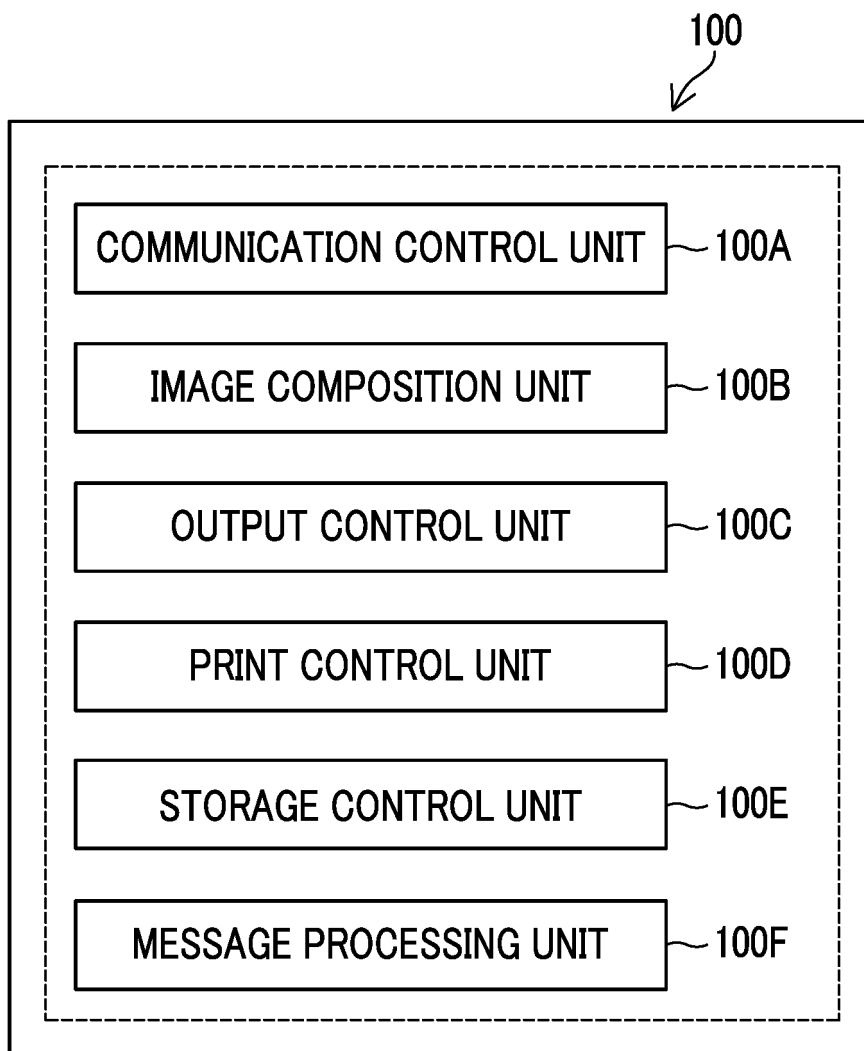 100
COMMUNICATION CONTROL UNIT 100A
IMAGE COMPOSITION UNIT 100B
OUTPUT CONTROL UNIT 100C
PRINT CONTROL UNIT 100D
STORAGE CONTROL UNIT 100E
MESSAGE PROCESSING UNIT 100F